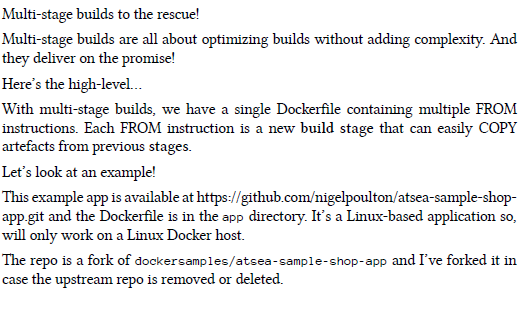 Multi-stage builds to the rescue!
Multi-stage builds are all about optimizing builds without adding complexity. And
they deliver on the promise!
Here's the high-level…
With multi-stage builds, we have a single Dockerfile containing multiple FROM
instructions. Each FROM instruction is a new build stage that can easily COPY
artefacts from previous stages.
Let's look at an example!
This example app is available at https://github.com/nigelpoulton/atsea-sample-shop-
app.git and the Dockerfile is in the app directory. It's a Linux-based application so,
will only work on a Linux Docker host.
The repo is a fork of dockersamples/atsea-sample-shop-app and I've forked it in
case the upstream repo is removed or deleted.